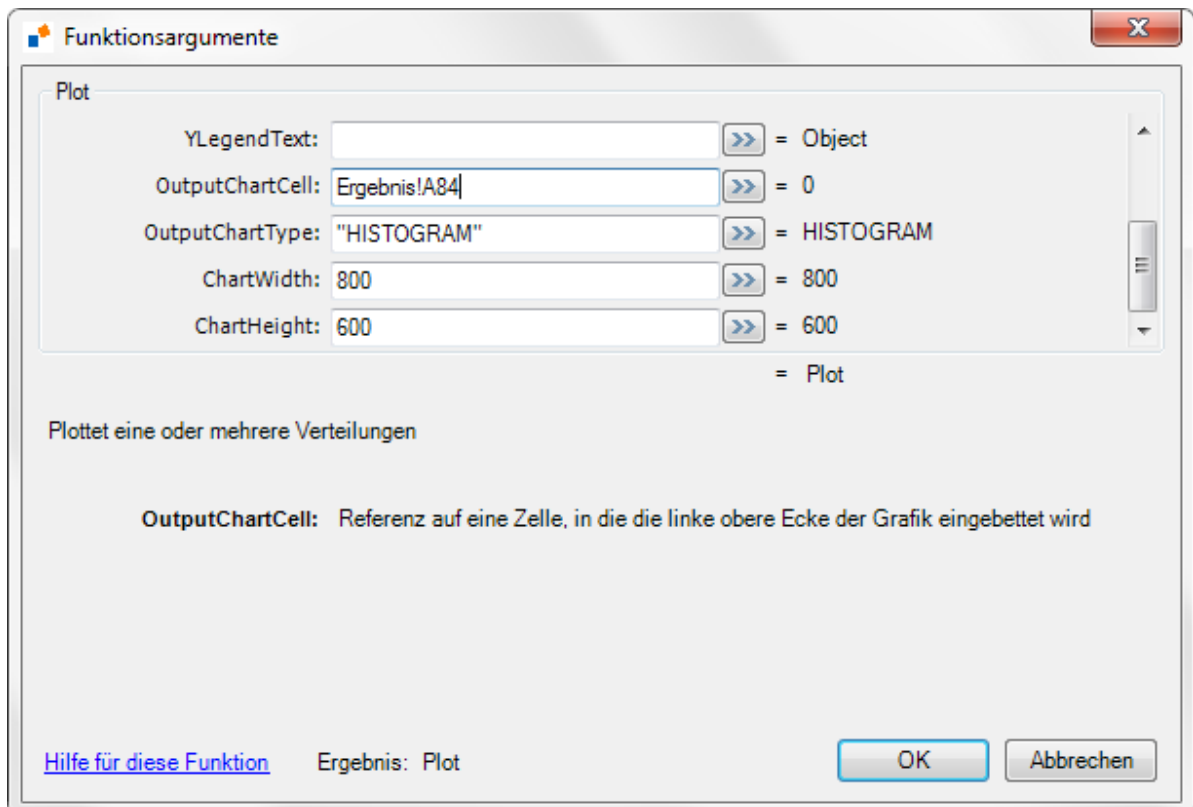 Funktionsargumente
Plot
YLegendText: >> = Object
OutputChartCell: Ergebnis!A84 >> = 0
OutputChartType: "HISTOGRAM" >> = HISTOGRAM
ChartWidth: 800 >> = 800
ChartHeight: 600 >> = 600
= Plot
Plottet eine oder mehrere Verteilungen
OutputChartCell: Referenz auf eine Zelle, in die die linke obere Ecke der Grafik eingebettet wird
Hilfe für diese Funktion Ergebnis: Plot OK Abbrechen